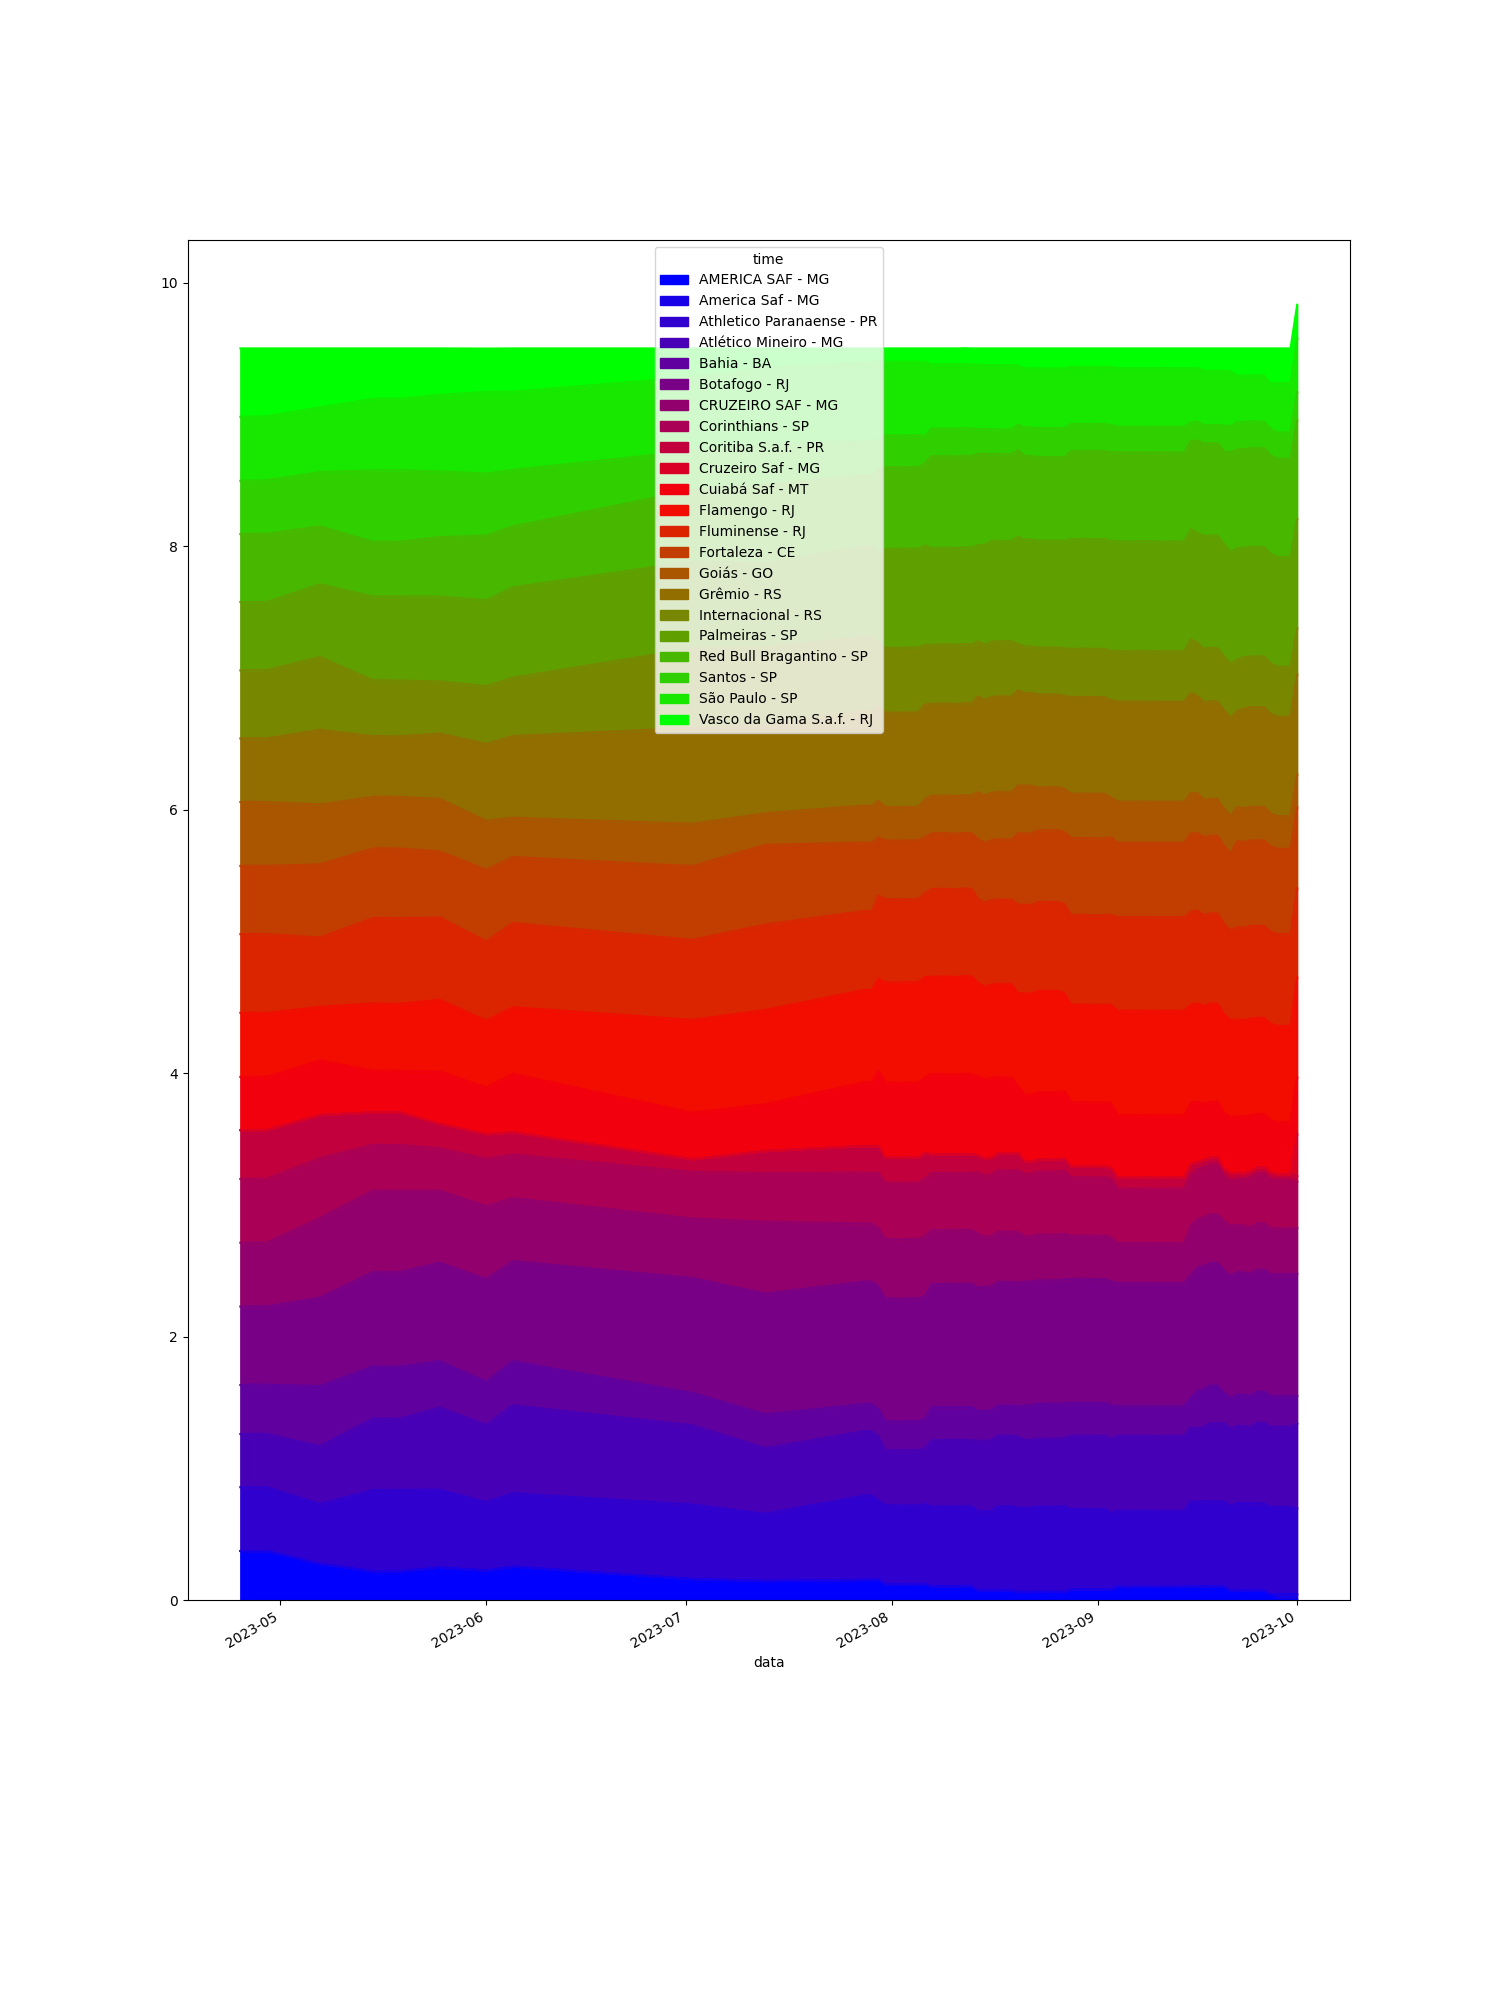 time
AMERICA SAF - MG
America Saf - MG
Athletico Paranaense - PR
Atlético Mineiro - MG
Bahia - BA
Botafogo - RJ
CRUZEIRO SAF - MG
Corinthians - SP
Coritiba S.a.f. - PR
Cruzeiro Saf - MG
Cuiabá Saf - MT
Flamengo - RJ
Fluminense - RJ
Fortaleza - CE
Goiás - GO
Grêmio - RS
Internacional - RS
Palmeiras - SP
Red Bull Bragantino - SP
Santos - SP
São Paulo - SP
Vasco da Gama S.a.f. - RJ
10
8
6
4
2
0
2023-05
2023-06
2023-07
2023-08
2023-09
2023-10
data